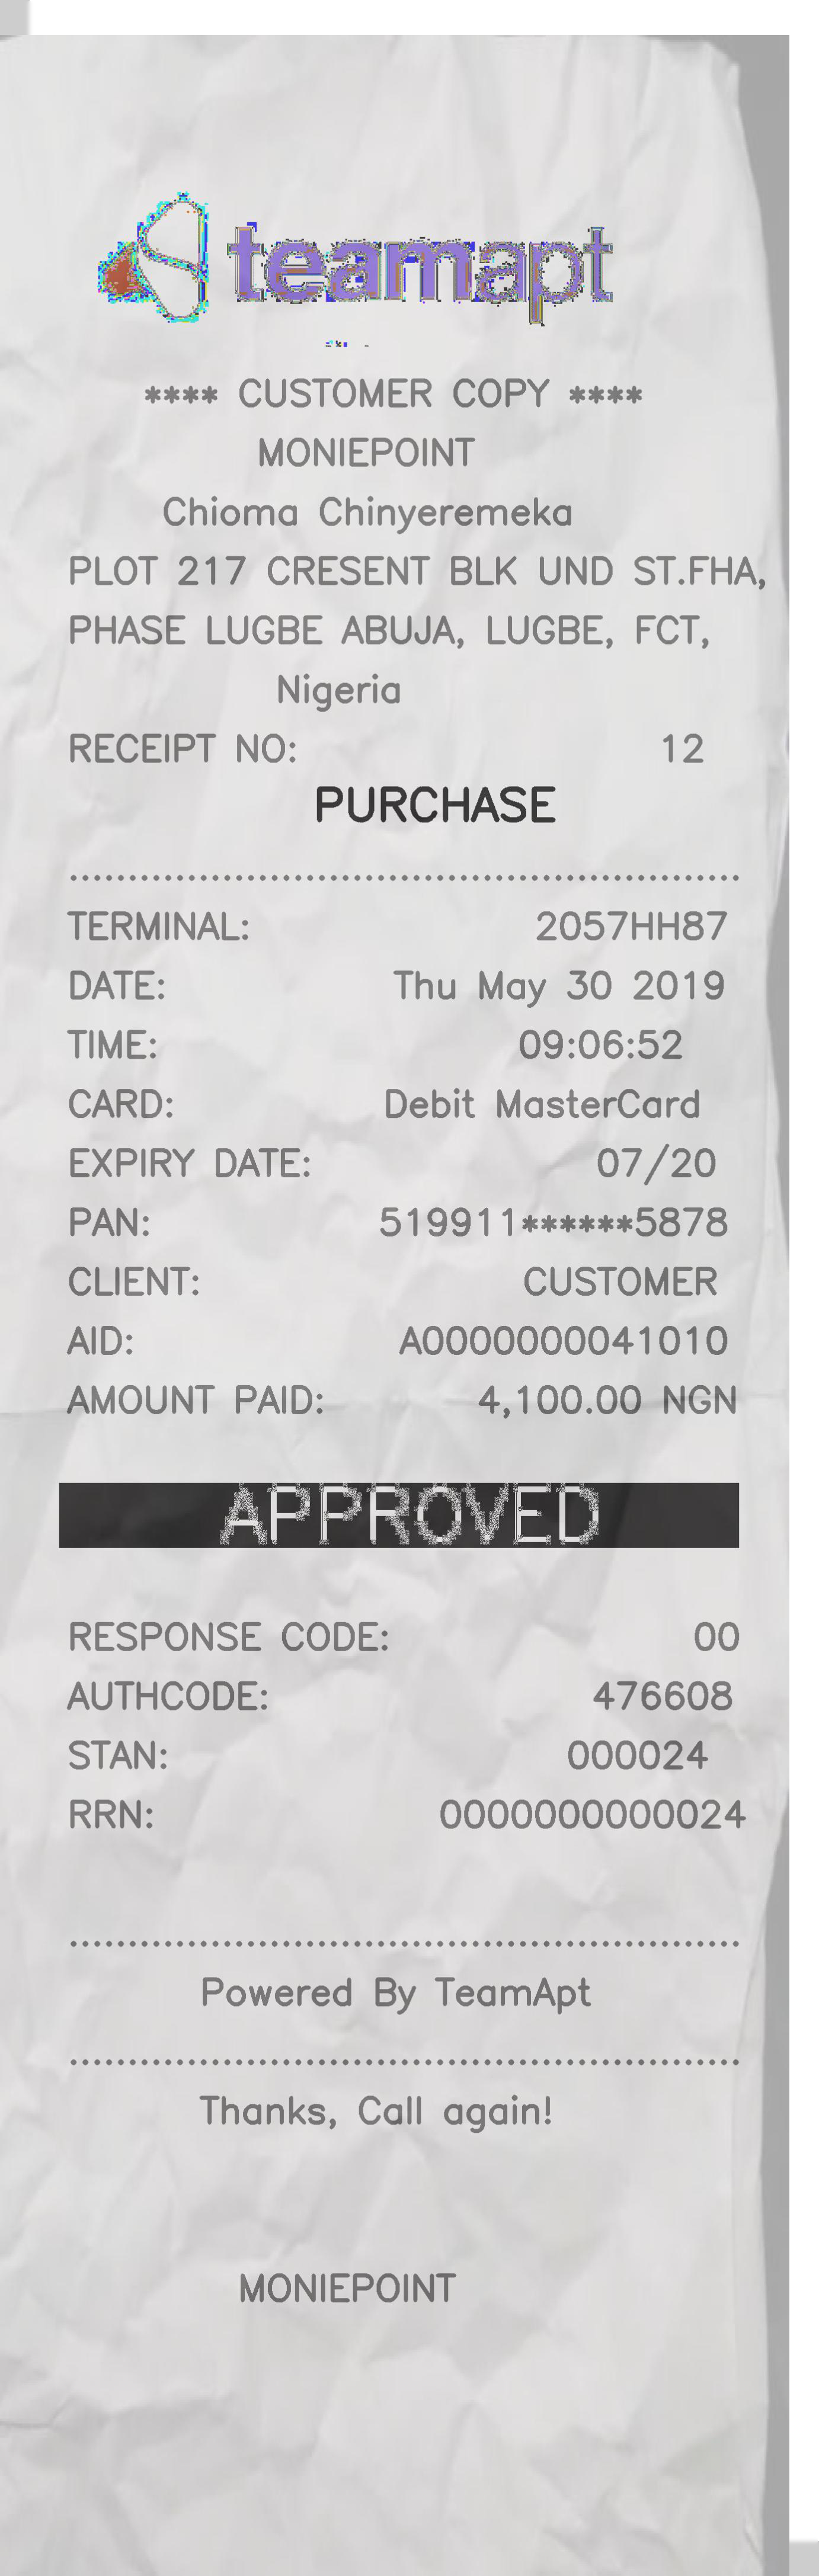 teamapt
**** CUSTOMER COPY ****
MONIEPOINT
Chioma Chinyeremeka
PLOT 217 CRESENT BLK UND ST.FHA,
PHASE LUGBE ABUJA, LUGBE, FCT,
Nigeria
RECEIPT NO: 12
PURCHASE
TERMINAL: 2057HH87
DATE: Thu May 30 2019
TIME: 09:06:52
CARD: Debit MasterCard
EXPIRY DATE: 07/20
PAN: 519911******5878
CLIENT: CUSTOMER
AID: A0000000041010
AMOUNT PAID: 4,100.00 NGN
APPROVED
RESPONSE CODE: 00
AUTHCODE: 476608
STAN: 000024
RRN: 0000000000024
Powered By TeamApt
Thanks, Call again!
MONIEPOINT